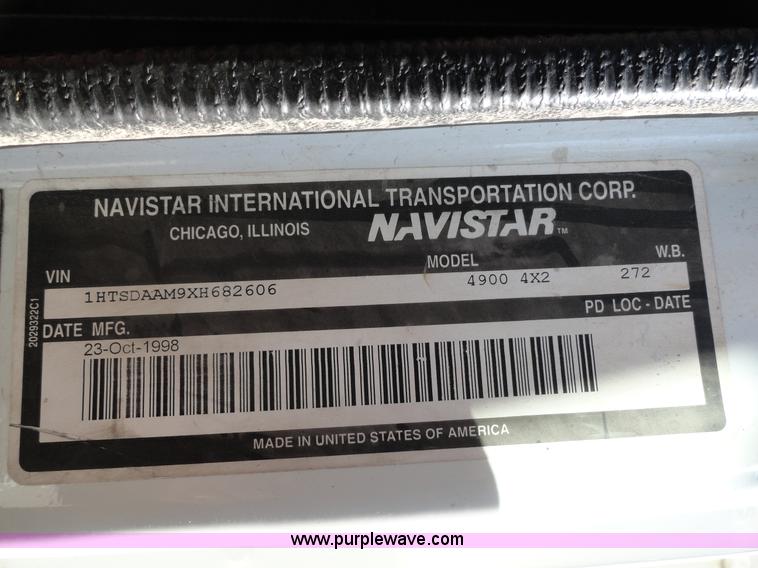 NAVISTAR INTERNATIONAL TRANSPORTATION CORP.
CHICAGO, ILLINOIS NAVISTAR™
VIN MODEL W.B.
1HTSDAAM9XH682606 4900 4X2 272
DATE MFG. PD LOC - DATE
23-Oct-1998
2029322C1
MADE IN UNITED STATES OF AMERICA
www.purplewave.com